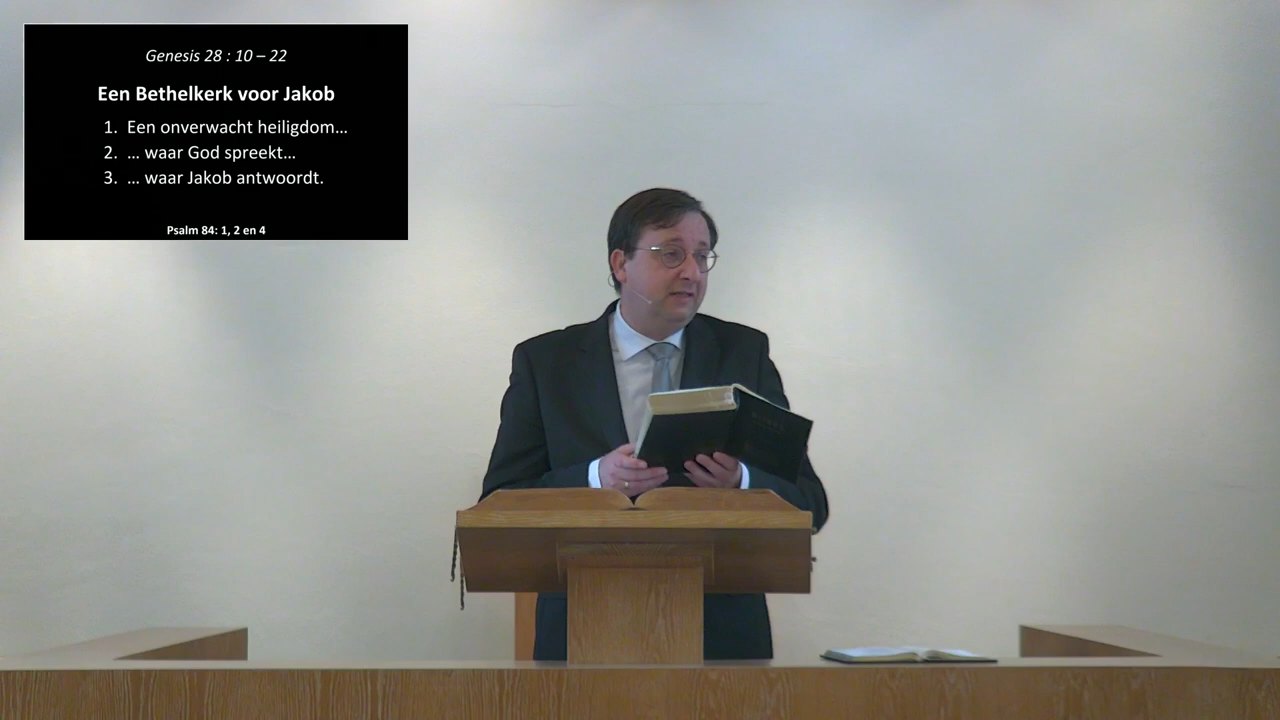 Genesis 28 : 10 – 22
Een Bethelkerk voor Jakob
1. Een onverwacht heiligdom...
2. ... waar God spreekt...
3. ... waar Jakob antwoordt.
Psalm 84: 1, 2 en 4